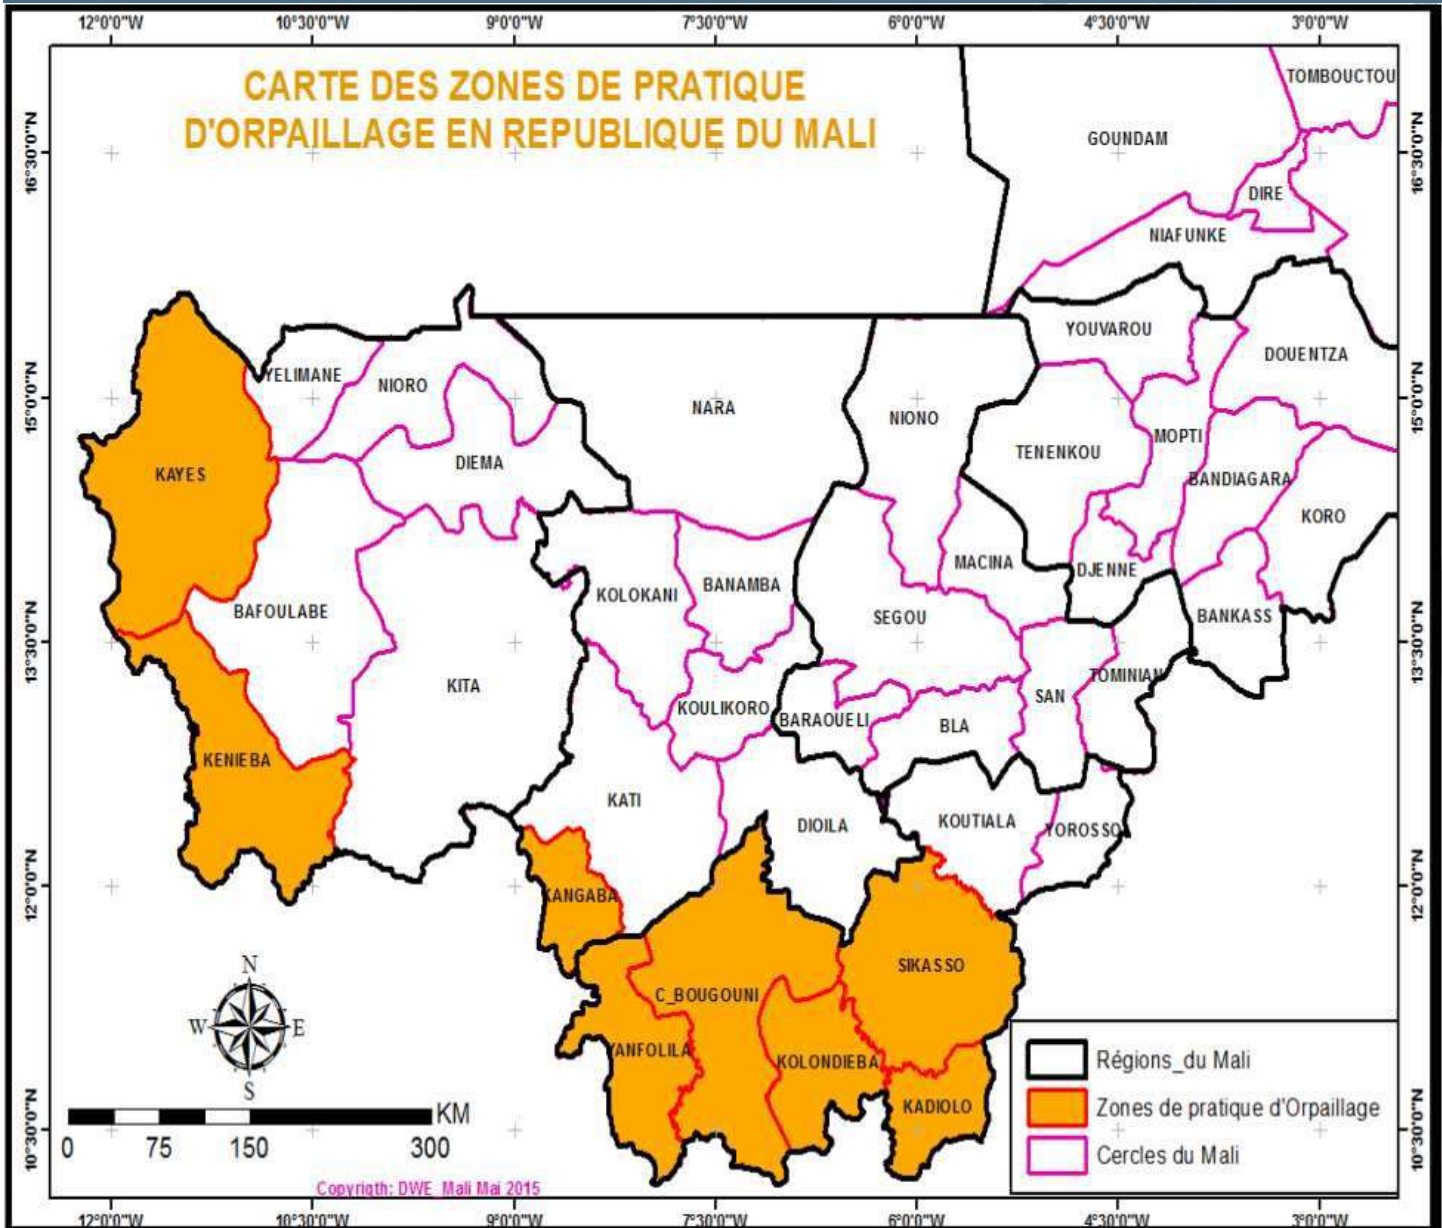 12°0'0"W 10°30'0"W 9°0'0"W 7°30'0"W 6°0'0"W 4°30'0"W 3°0'0"W
CARTE DES ZONES DE PRATIQUE
D'ORPAILLAGE EN REPUBLIQUE DU MALI
TOMBOUCTOU
GOUNDAM
16°30'0"N 16°30'0"N
DIRE
NIAFUNKE
YOUVAROU
DOUENTZA
YELIMANE
NIORO
15°0'0"N 15°0'0"N
NARA
NIONO
MOPTI
TENENKOU
DIEMA
KAYES
BANDIAGARA
KORO
MACINA
DJENNE
BANAMBA
KOLOKANI
BAFOULABE
SEGOU
BANKASS
13°30'0"N 13°30'0"N
TOMINIAN
KITA
SAN
KOULIKORO
BARAOUELI
BLA
KENIEBA
KATI
DIOILA
KOUTIALA
YOROSSO
12°0'0"N 12°0'0"N
KANGABA
SIKASSO
C_BOUGOUNI
N
W E
S
YANFOLILA
KOLONDIEBA
KADIOLO
10°30'0"N 10°30'0"N
Régions_du Mali
Zones de pratique d'Orpaillage
Cercles du Mali
KM
0 75 150 300
Copyrigth: DWE_Mali Mai 2015
12°0'0"W 10°30'0"W 9°0'0"W 7°30'0"W 6°0'0"W 4°30'0"W 3°0'0"W